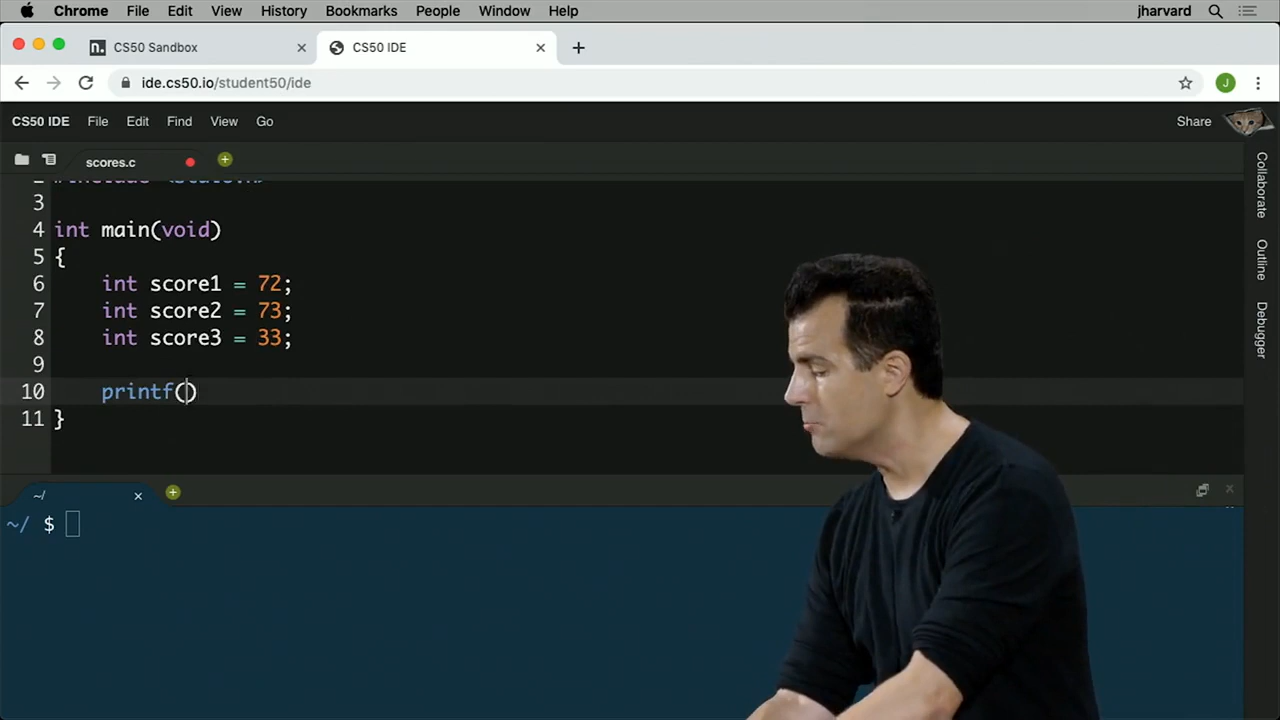 Chrome File Edit View History Bookmarks People Window Help jharvard
n. CS50 Sandbox CS50 IDE
ide.cs50.io/student50/ide J
CS50 IDE File Edit Find View Go Share
scores.c
3
4 int main(void)
5 {
6 int score1 = 72;
7 int score2 = 73;
8 int score3 = 33;
9
10 printf()
11 }
~/
~/ $
Collaborate
Outline
Debugger